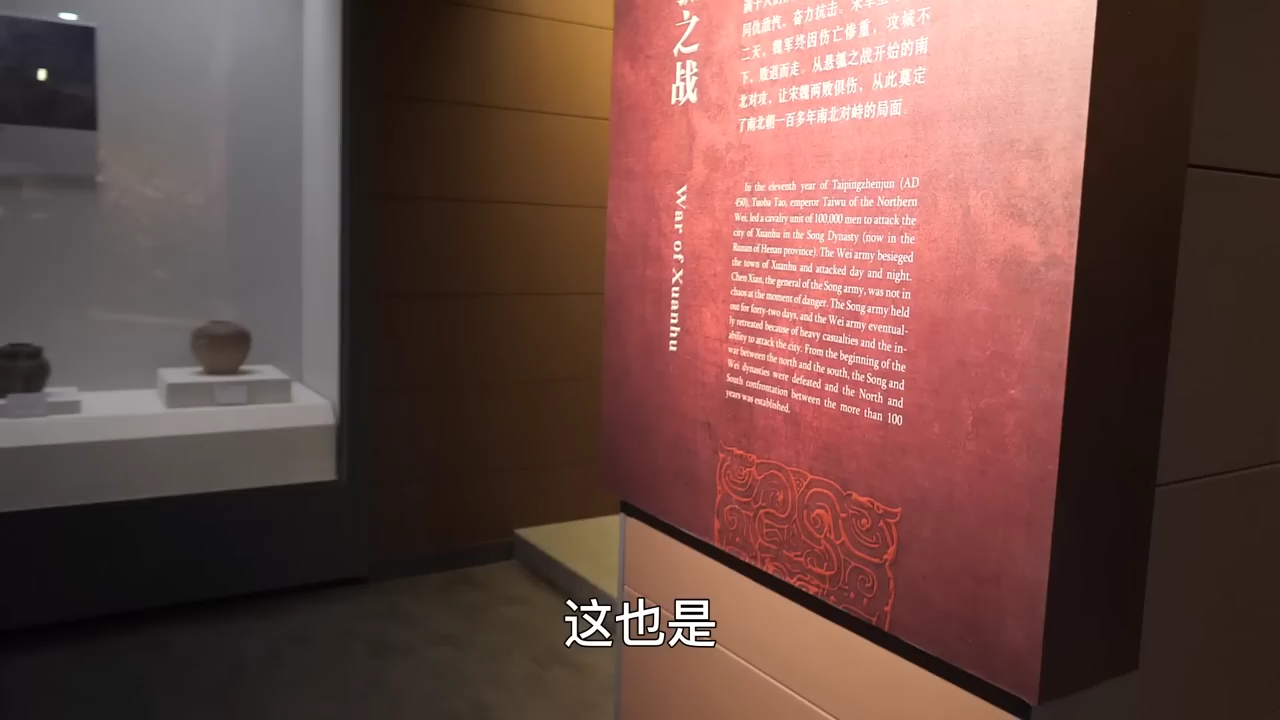 之战
同仇敌忾，奋力抗击。宋军坚
二天，魏军终因伤亡惨重，攻城不
下，败退而走。从悬瓠之战开始的南
北对攻，让宋魏两败俱伤，从此奠定
了南北朝一百多年南北对峙的局面。
War of Xuanhu
In the eleventh year of Taipingzhenjun (AD
450), Tuoba Tao, emperor Taiwu of the Northern
Wei, led a cavalry unit of 100,000 men to attack the
city of Xuanhu in the Song Dynasty (now in the
Runan of Henan province). The Wei army besieged
the town of Xuanhu and attacked day and night.
Chen Xian, the general of the Song army, was not in
chaos at the moment of danger. The Song army held
out for forty-two days, and the Wei army eventual-
ly retreated because of heavy casualties and the in-
ability to attack the city. From the beginning of the
war between the north and the south, the Song and
Wei dynasties were defeated and the North and
South confrontation between the more than 100
years was established.
这也是